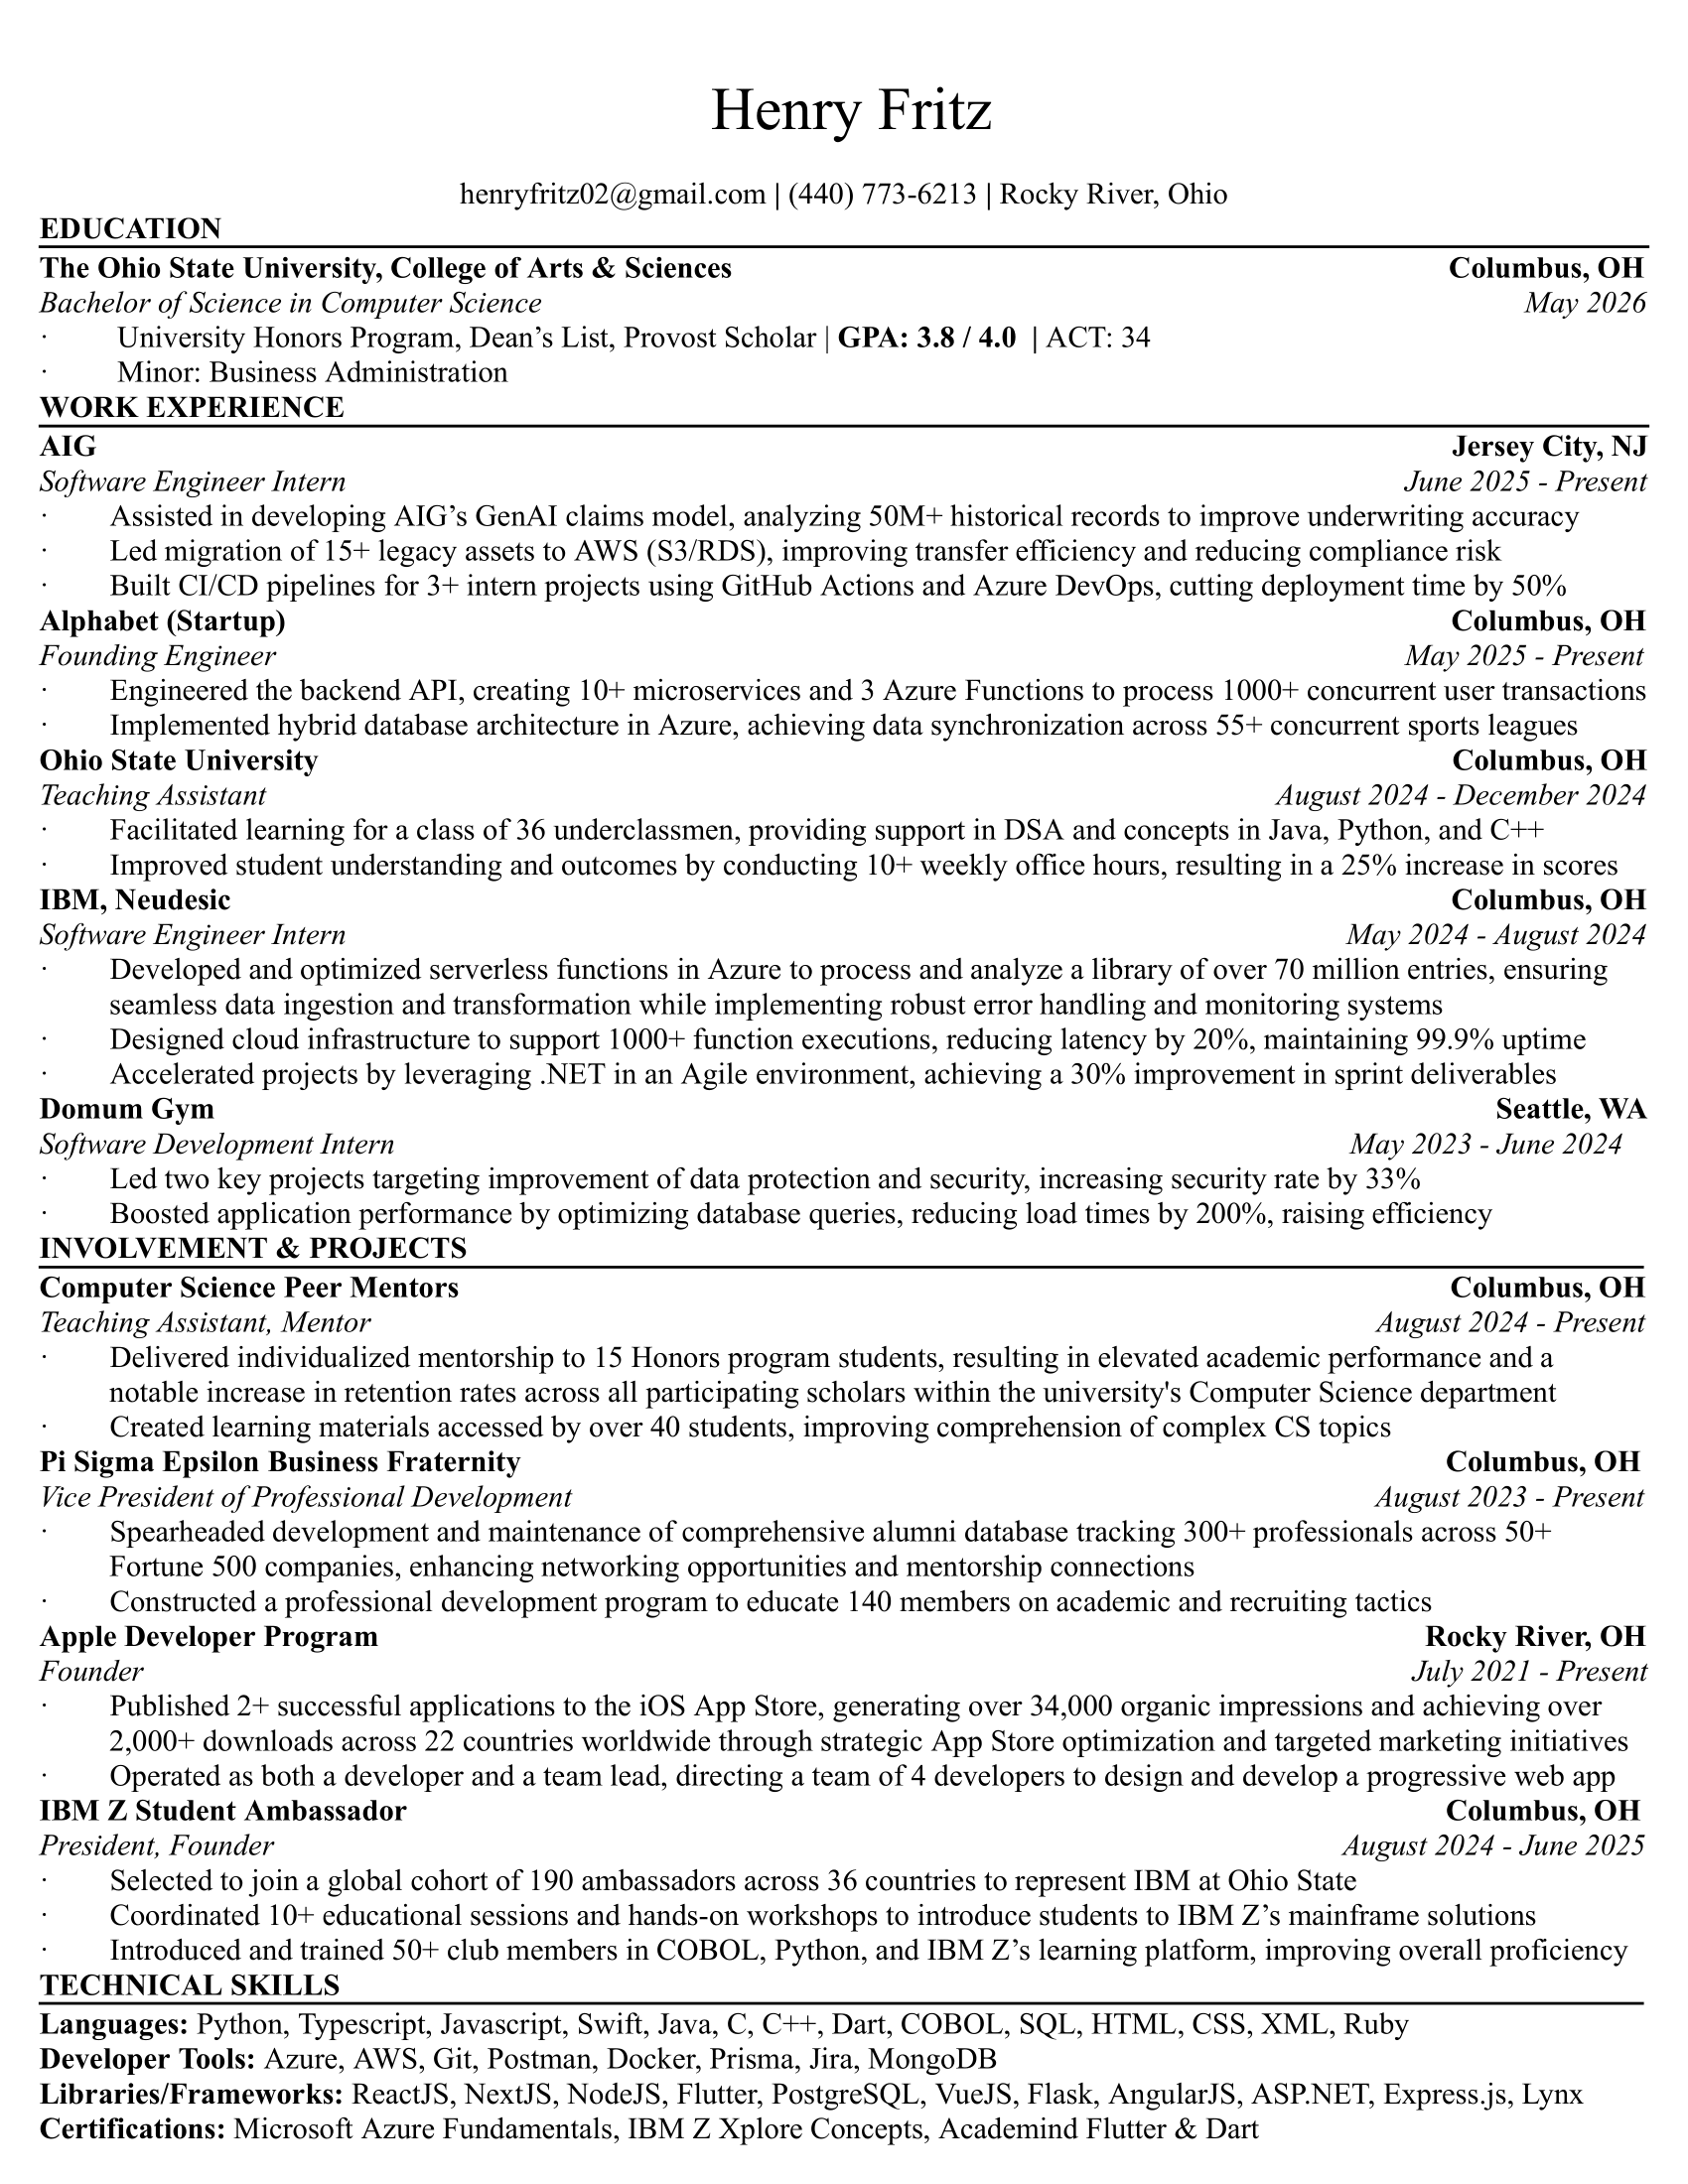 Henry Fritz
henryfritz02@gmail.com | (440) 773-6213 | Rocky River, Ohio
EDUCATION
The Ohio State University, College of Arts & Sciences Columbus, OH
Bachelor of Science in Computer Science May 2026
· University Honors Program, Dean’s List, Provost Scholar | GPA: 3.8 / 4.0 | ACT: 34
· Minor: Business Administration
WORK EXPERIENCE
AIG Jersey City, NJ
Software Engineer Intern June 2025 - Present
· Assisted in developing AIG’s GenAI claims model, analyzing 50M+ historical records to improve underwriting accuracy
· Led migration of 15+ legacy assets to AWS (S3/RDS), improving transfer efficiency and reducing compliance risk
· Built CI/CD pipelines for 3+ intern projects using GitHub Actions and Azure DevOps, cutting deployment time by 50%
Alphabet (Startup) Columbus, OH
Founding Engineer May 2025 - Present
· Engineered the backend API, creating 10+ microservices and 3 Azure Functions to process 1000+ concurrent user transactions
· Implemented hybrid database architecture in Azure, achieving data synchronization across 55+ concurrent sports leagues
Ohio State University Columbus, OH
Teaching Assistant August 2024 - December 2024
· Facilitated learning for a class of 36 underclassmen, providing support in DSA and concepts in Java, Python, and C++
· Improved student understanding and outcomes by conducting 10+ weekly office hours, resulting in a 25% increase in scores
IBM, Neudesic Columbus, OH
Software Engineer Intern May 2024 - August 2024
· Developed and optimized serverless functions in Azure to process and analyze a library of over 70 million entries, ensuring
seamless data ingestion and transformation while implementing robust error handling and monitoring systems
· Designed cloud infrastructure to support 1000+ function executions, reducing latency by 20%, maintaining 99.9% uptime
· Accelerated projects by leveraging .NET in an Agile environment, achieving a 30% improvement in sprint deliverables
Domum Gym Seattle, WA
Software Development Intern May 2023 - June 2024
· Led two key projects targeting improvement of data protection and security, increasing security rate by 33%
· Boosted application performance by optimizing database queries, reducing load times by 200%, raising efficiency
INVOLVEMENT & PROJECTS
Computer Science Peer Mentors Columbus, OH
Teaching Assistant, Mentor August 2024 - Present
· Delivered individualized mentorship to 15 Honors program students, resulting in elevated academic performance and a
notable increase in retention rates across all participating scholars within the university's Computer Science department
· Created learning materials accessed by over 40 students, improving comprehension of complex CS topics
Pi Sigma Epsilon Business Fraternity Columbus, OH
Vice President of Professional Development August 2023 - Present
· Spearheaded development and maintenance of comprehensive alumni database tracking 300+ professionals across 50+
Fortune 500 companies, enhancing networking opportunities and mentorship connections
· Constructed a professional development program to educate 140 members on academic and recruiting tactics
Apple Developer Program Rocky River, OH
Founder July 2021 - Present
· Published 2+ successful applications to the iOS App Store, generating over 34,000 organic impressions and achieving over
2,000+ downloads across 22 countries worldwide through strategic App Store optimization and targeted marketing initiatives
· Operated as both a developer and a team lead, directing a team of 4 developers to design and develop a progressive web app
IBM Z Student Ambassador Columbus, OH
President, Founder August 2024 - June 2025
· Selected to join a global cohort of 190 ambassadors across 36 countries to represent IBM at Ohio State
· Coordinated 10+ educational sessions and hands-on workshops to introduce students to IBM Z’s mainframe solutions
· Introduced and trained 50+ club members in COBOL, Python, and IBM Z’s learning platform, improving overall proficiency
TECHNICAL SKILLS
Languages: Python, Typescript, Javascript, Swift, Java, C, C++, Dart, COBOL, SQL, HTML, CSS, XML, Ruby
Developer Tools: Azure, AWS, Git, Postman, Docker, Prisma, Jira, MongoDB
Libraries/Frameworks: ReactJS, NextJS, NodeJS, Flutter, PostgreSQL, VueJS, Flask, AngularJS, ASP.NET, Express.js, Lynx
Certifications: Microsoft Azure Fundamentals, IBM Z Xplore Concepts, Academind Flutter & Dart